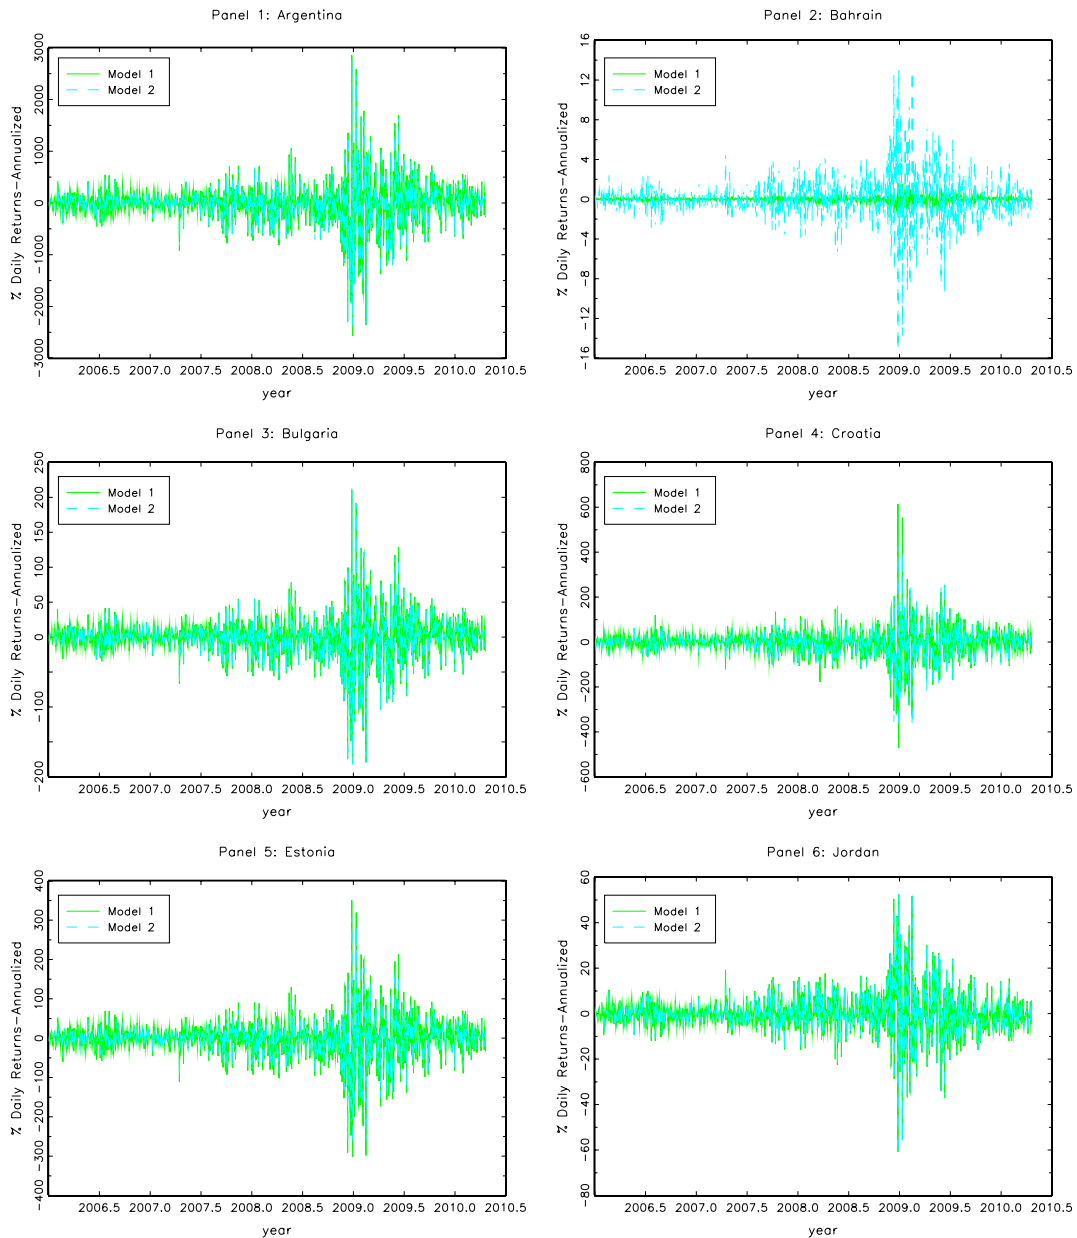 Panel 1: Argentina
% Daily Returns-Annualized
3000
2000
1000
0
-1000
-2000
-3000
Model 1
Model 2
2006.5 2007.0 2007.5 2008.0 2008.5 2009.0 2009.5 2010.0 2010.5
year
Panel 2: Bahrain
% Daily Returns-Annualized
16
12
8
4
0
-4
-8
-12
-16
Model 1
Model 2
2006.5 2007.0 2007.5 2008.0 2008.5 2009.0 2009.5 2010.0 2010.5
year
Panel 3: Bulgaria
% Daily Returns-Annualized
250
200
150
100
50
0
-100
-200
Model 1
Model 2
2006.5 2007.0 2007.5 2008.0 2008.5 2009.0 2009.5 2010.0 2010.5
year
Panel 4: Croatia
% Daily Returns-Annualized
800
600
400
200
0
-200
-400
-600
Model 1
Model 2
2006.5 2007.0 2007.5 2008.0 2008.5 2009.0 2009.5 2010.0 2010.5
year
Panel 5: Estonia
% Daily Returns-Annualized
400
300
200
100
0
-100
-200
-300
-400
Model 1
Model 2
2006.5 2007.0 2007.5 2008.0 2008.5 2009.0 2009.5 2010.0 2010.5
year
Panel 6: Jordan
% Daily Returns-Annualized
60
40
20
0
-20
-40
-60
-80
Model 1
Model 2
2006.5 2007.0 2007.5 2008.0 2008.5 2009.0 2009.5 2010.0 2010.5
year